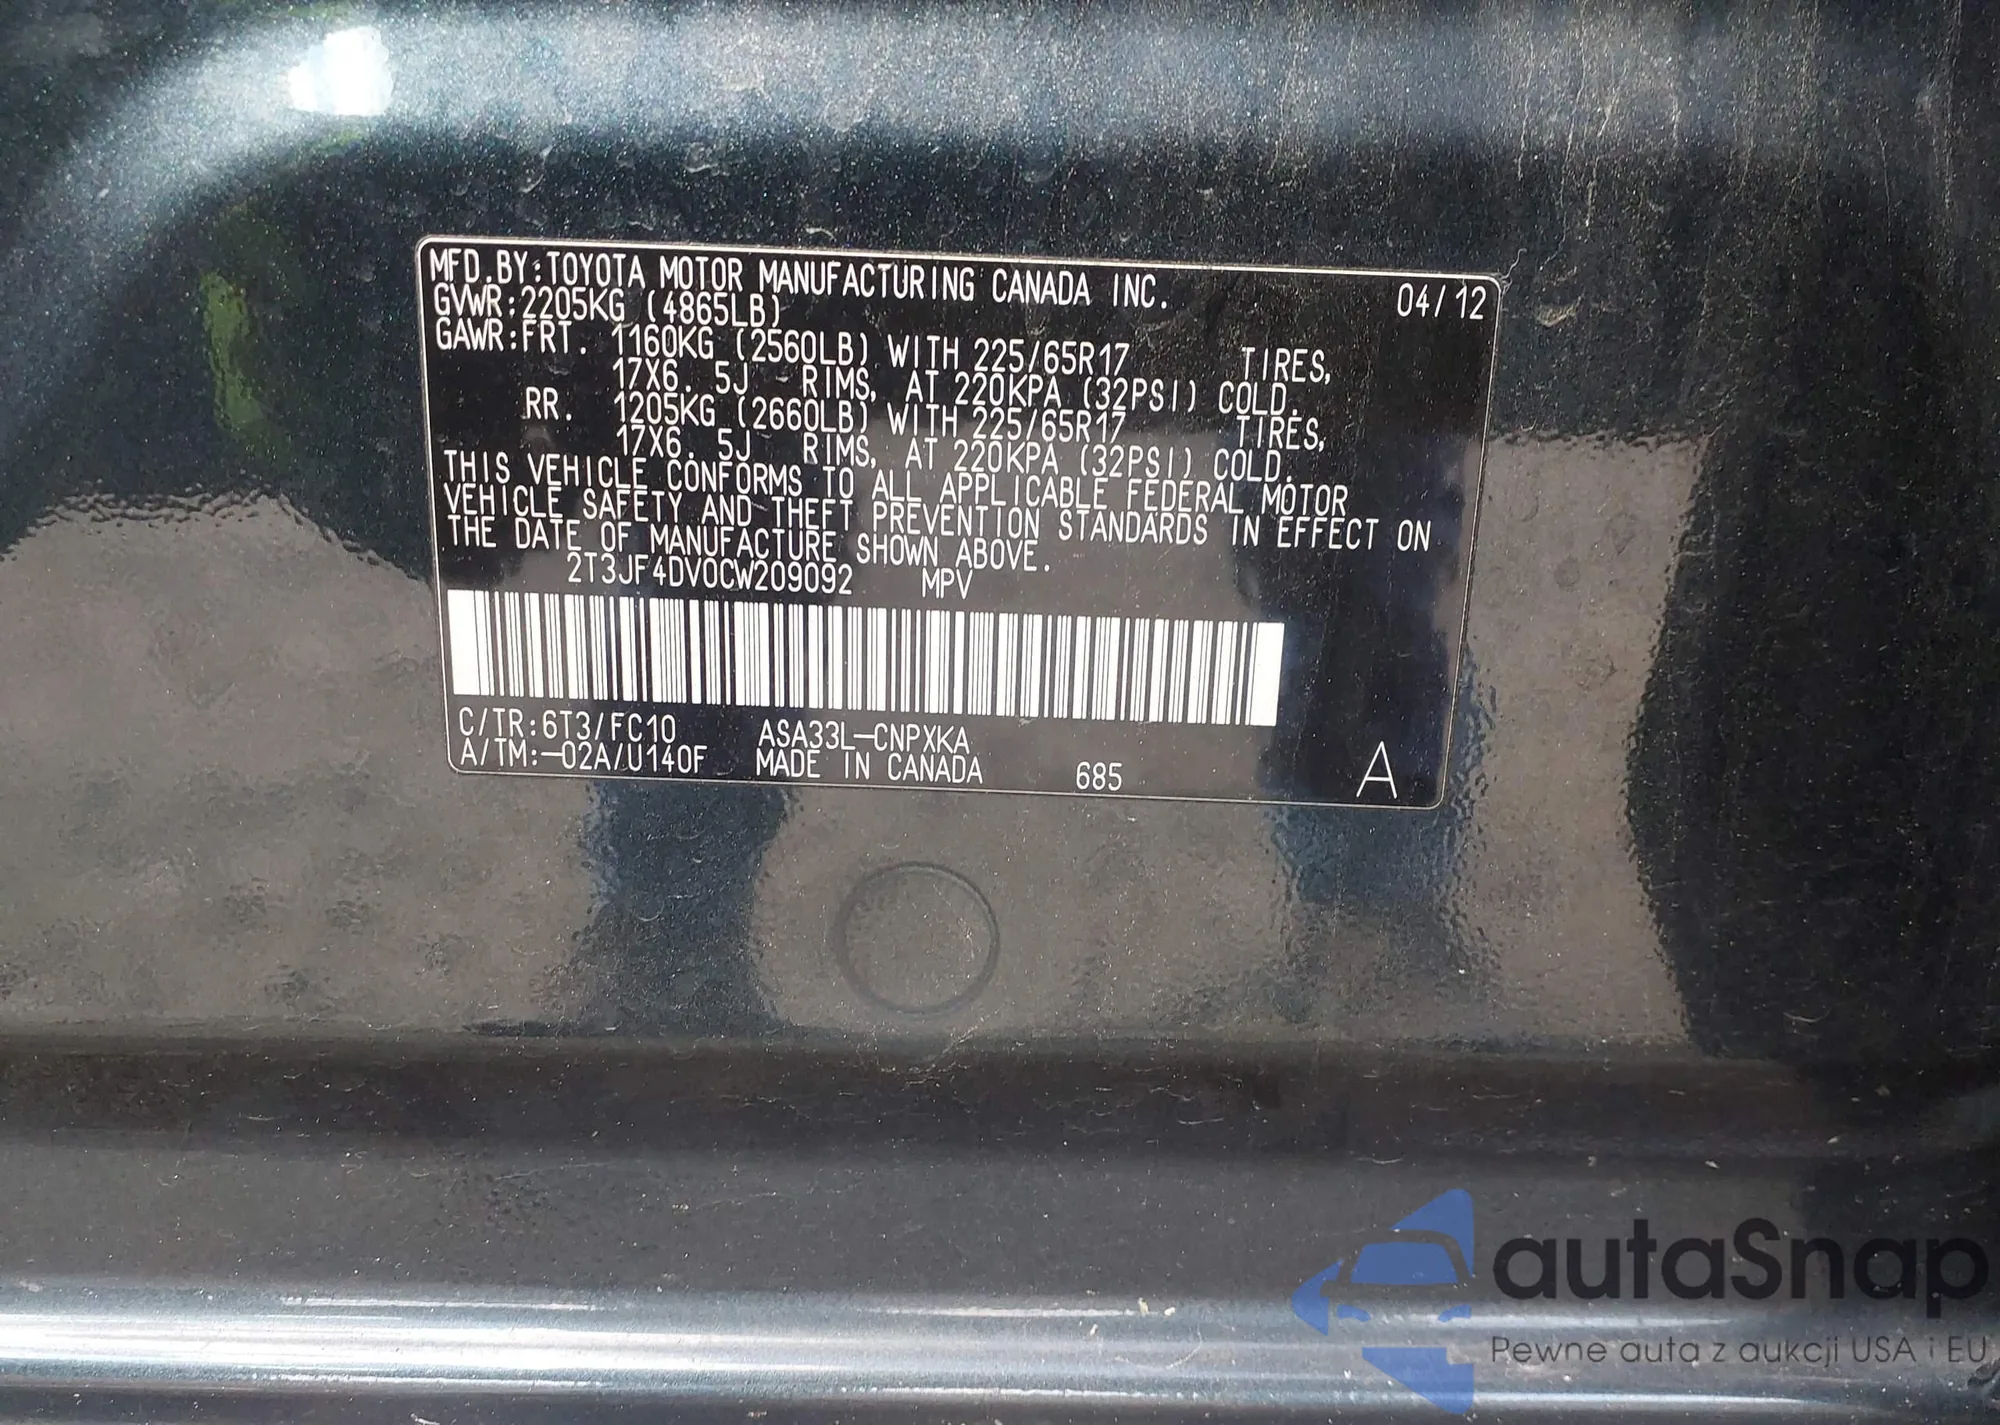 MFD.BY:TOYOTA MOTOR MANUFACTURING CANADA INC. 04/12
GVWR:2205KG (4865LB)
GAWR:FRT. 1160KG (2560LB) WITH 225/65R17 TIRES,
17X6. 5J RIMS, AT 220KPA (32PSI) COLD.
RR. 1205KG (2660LB) WITH 225/65R17 TIRES,
17X6. 5J RIMS, AT 220KPA (32PSI) COLD.
THIS VEHICLE CONFORMS TO ALL APPLICABLE FEDERAL MOTOR
VEHICLE SAFETY AND THEFT PREVENTION STANDARDS IN EFFECT ON
THE DATE OF MANUFACTURE SHOWN ABOVE.
2T3JF4DV0CW209092 MPV
C/TR:6T3/FC10 ASA33L-CNPXKA
A/TM:-02A/U140F MADE IN CANADA 685 A
autaSnap
Pewne auta z aukcji USA i EU